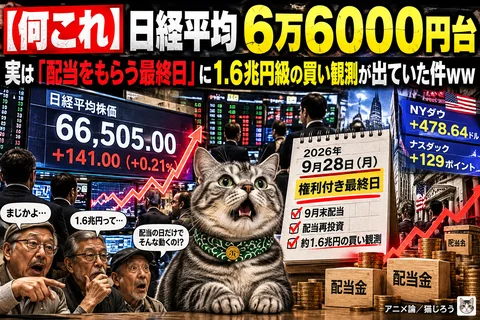 【何これ】日経平均 6万6000円台
実は「配当をもらう最終日」に1.6兆円級の買い観測が出ていた件ww
日経平均株価
66,505.00
+141.00 (+0.21%)
NYダウ
+478.64ドル
ナスダック
+129ポイント
2026年
9月28日(月)
権利付き最終日
9月末配当
配当再投資
約1.6兆円の買い観測
まじかよ…
1.6兆円って…
配当の日だけで
そんな動くの!?
配当金
配当金
配当金
アニメ論／猫じろう